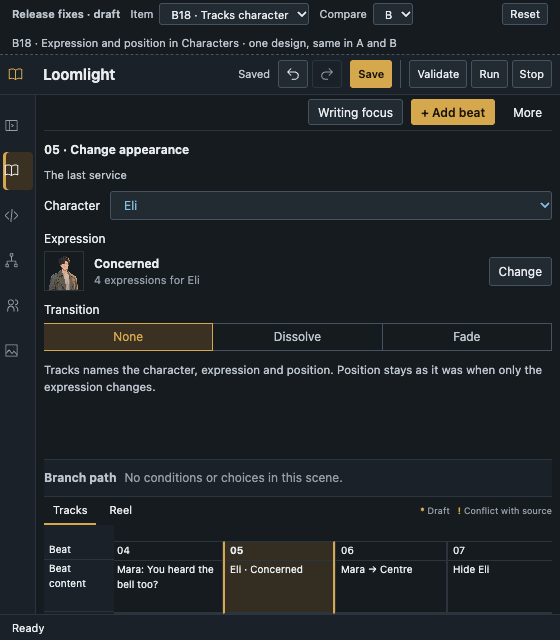 Release fixes · draft Item B18 · Tracks character Compare B Reset
B18 · Expression and position in Characters · one design, same in A and B
Loomlight Saved Save Validate Run Stop
Writing focus + Add beat More
05 · Change appearance
The last service
Character Eli
Expression
Concerned
4 expressions for Eli
Change
Transition
None Dissolve Fade
Tracks names the character, expression and position. Position stays as it was when only the
expression changes.
Branch path No conditions or choices in this scene.
Tracks Reel * Draft ! Conflict with source
Beat 04 05 06 07
Beat content Mara: You heard the bell too? Eli · Concerned Mara → Centre Hide Eli
Ready